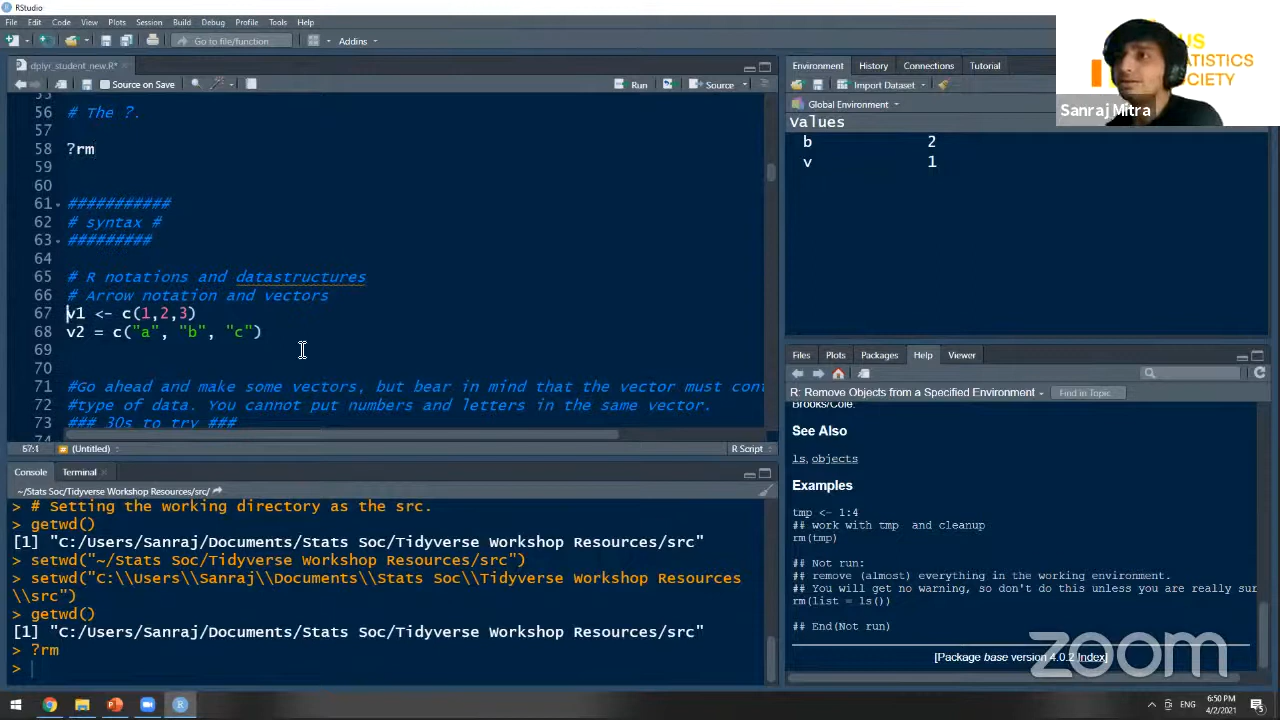 RStudio
File Edit Code View Plots Session Build Debug Profile Tools Help
Go to file/function
Addins
dplyr_student_new.R*
Source on Save
Run
Source
55
56 # The ?.
57
58 ?rm
59
60
61 ###########
62 # syntax #
63 #########
64
65 # R notations and datastructures
66 # Arrow notation and vectors
67 v1 <- c(1,2,3)
68 v2 = c("a", "b", "c")
69
70
71 #Go ahead and make some vectors, but bear in mind that the vector must cont
72 #type of data. You cannot put numbers and letters in the same vector.
73 ### 30s to try ###
74
67:1 (Untitled) R Script
Console Terminal
~/Stats Soc/Tidyverse Workshop Resources/src/
> # Setting the working directory as the src.
> getwd()
[1] "C:/Users/Sanraj/Documents/Stats Soc/Tidyverse Workshop Resources/src"
> setwd("~/Stats Soc/Tidyverse Workshop Resources/src")
> setwd("C:\\Users\\Sanraj\\Documents\\Stats Soc\\Tidyverse Workshop Resources
\\src")
> getwd()
[1] "C:/Users/Sanraj/Documents/Stats Soc/Tidyverse Workshop Resources/src"
> ?rm
>
Environment History Connections Tutorial
Import Dataset
Global Environment
Values
b 2
v 1
Files Plots Packages Help Viewer
R: Remove Objects from a Specified Environment
Find in Topic
Brooks/Cole.
See Also
ls, objects
Examples
tmp <- 1:4
## work with tmp and cleanup
rm(tmp)
## Not run:
## remove (almost) everything in the working environment.
## You will get no warning, so don't do this unless you are really sur
rm(list = ls())
## End(Not run)
[Package base version 4.0.2 Index]
zoom
US
ATISTICS
CIETY
Sanraj Mitra
ENG
6:50 PM
4/2/2021
5